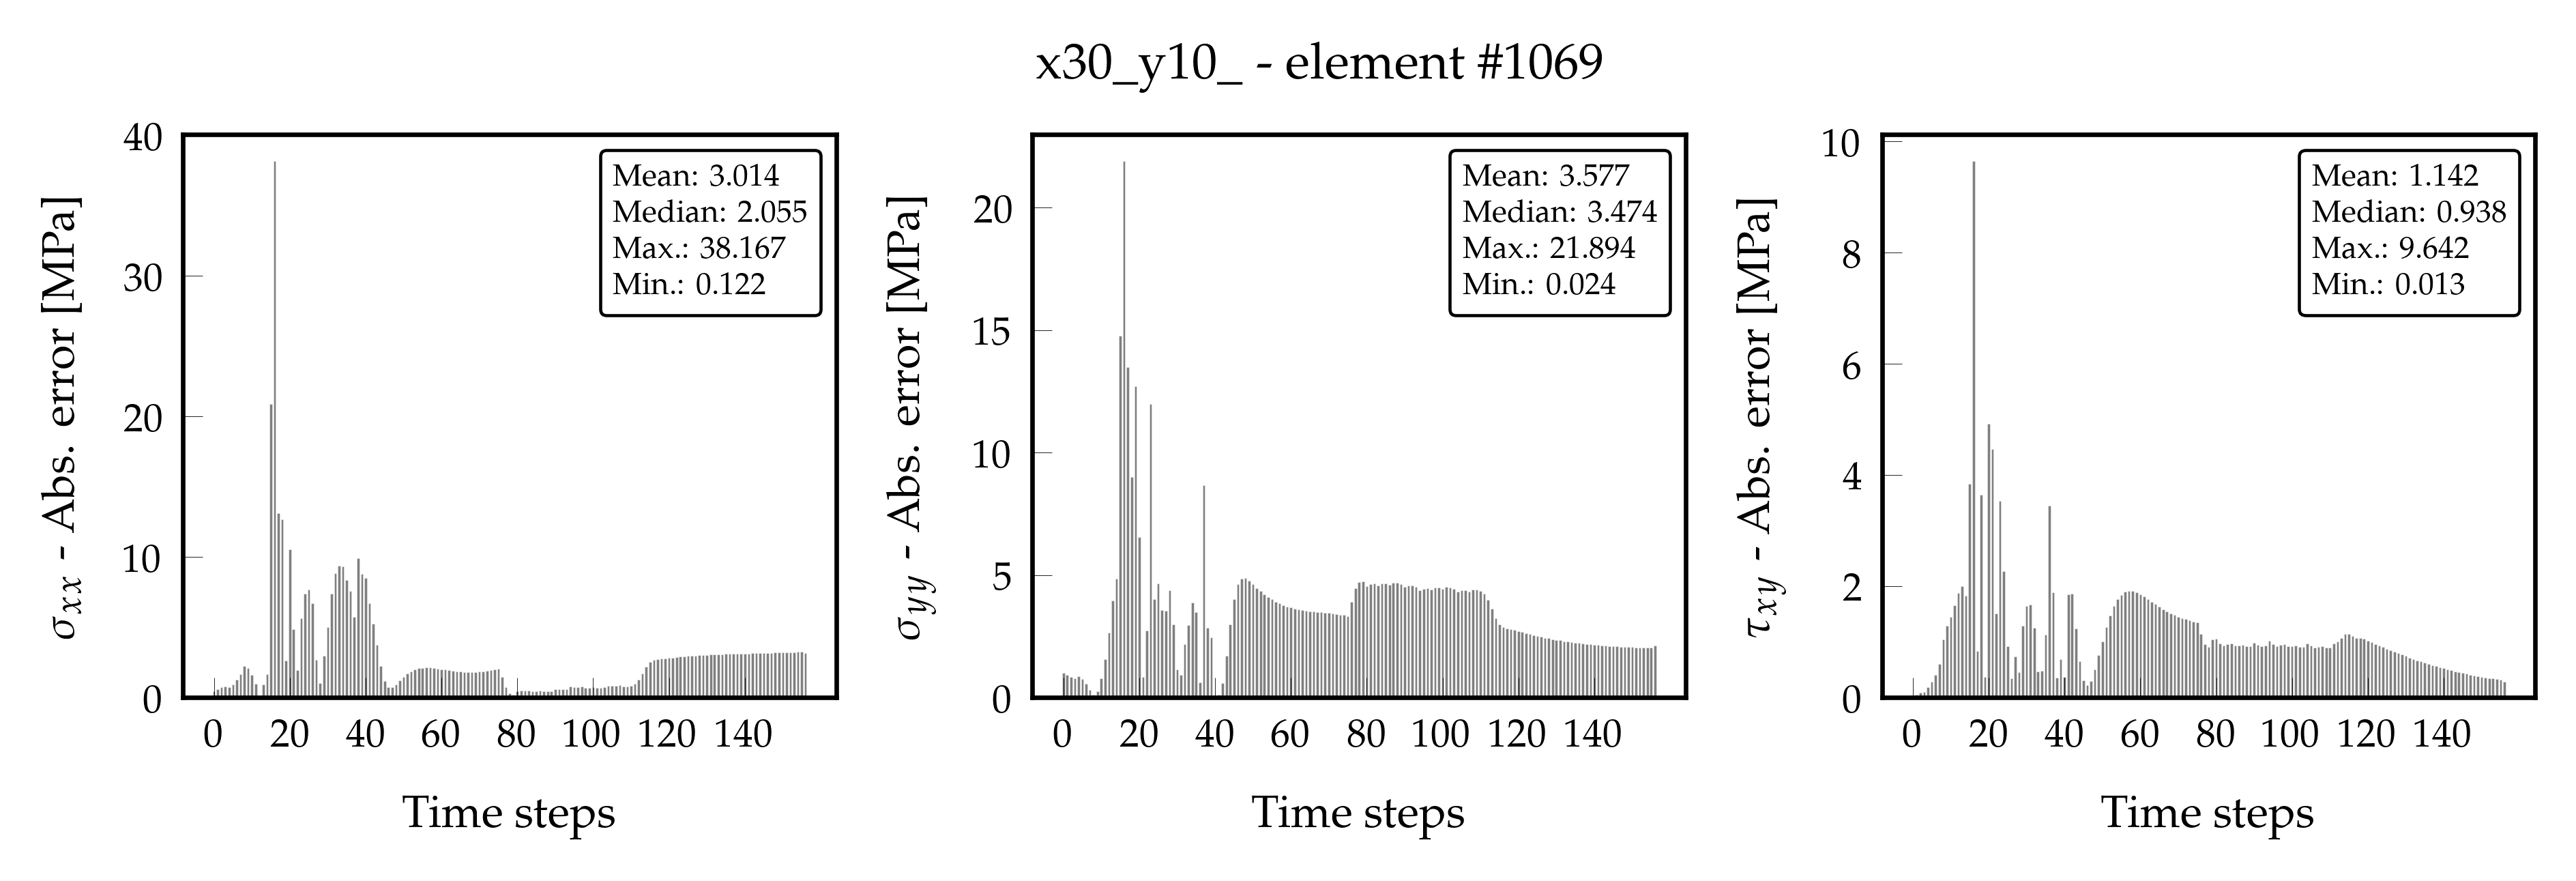 x30_y10_ - element #1069
σxx - Abs. error [MPa]
40
30
20
10
0
Mean: 3.014
Median: 2.055
Max.: 38.167
Min.: 0.122
0 20 40 60 80 100 120 140
Time steps
σyy - Abs. error [MPa]
20
15
10
5
0
Mean: 3.577
Median: 3.474
Max.: 21.894
Min.: 0.024
0 20 40 60 80 100 120 140
Time steps
τxy - Abs. error [MPa]
10
8
6
4
2
0
Mean: 1.142
Median: 0.938
Max.: 9.642
Min.: 0.013
0 20 40 60 80 100 120 140
Time steps